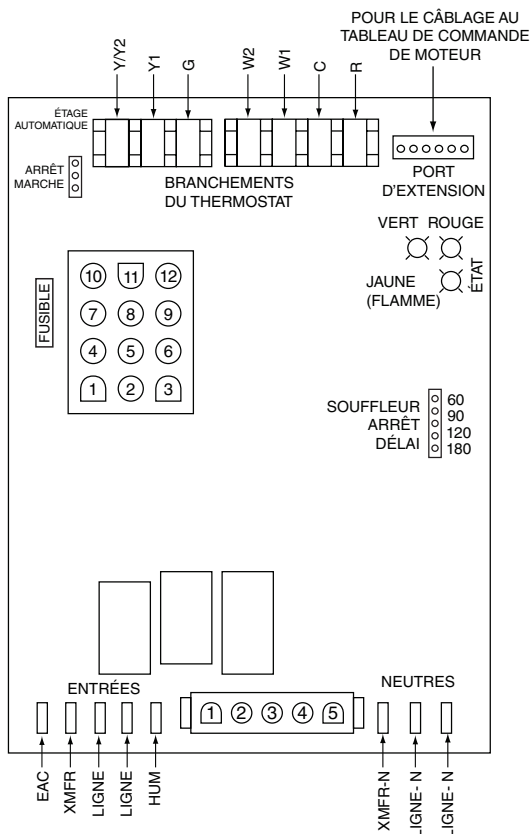 POUR LE CÂBLAGE AU
TABLEAU DE COMMANDE
DE MOTEUR
Y/Y2
Y1
G
W2
W1
C
R
ÉTAGE
AUTOMATIQUE
ARRÊT
MARCHE
BRANCHEMENTS
DU THERMOSTAT
PORT
D'EXTENSION
VERT ROUGE
JAUNE
(FLAMME)
ÉTAT
FUSIBLE
10 11 12
7 8 9
4 5 6
1 2 3
SOUFFLEUR
ARRÊT
DÉLAI
60
90
120
180
ENTRÉES
1 2 3 4 5
NEUTRES
EAC
XMFR
LIGNE
LIGNE
HUM
XMFR-N
LIGNE- N
LIGNE- N